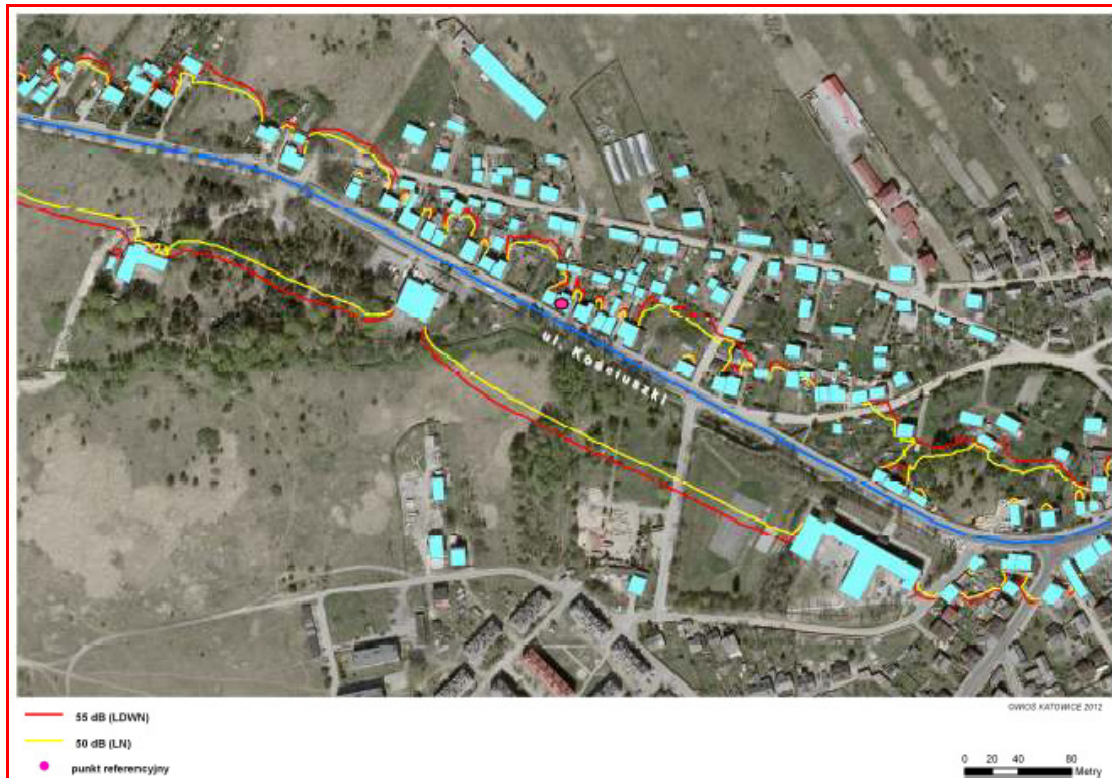 ul. Kościuszki
©WIOŚ KATOWICE 2012
55 dB (LDWN)
50 dB (LN)
punkt referencyjny
0 20 40 80
Metry